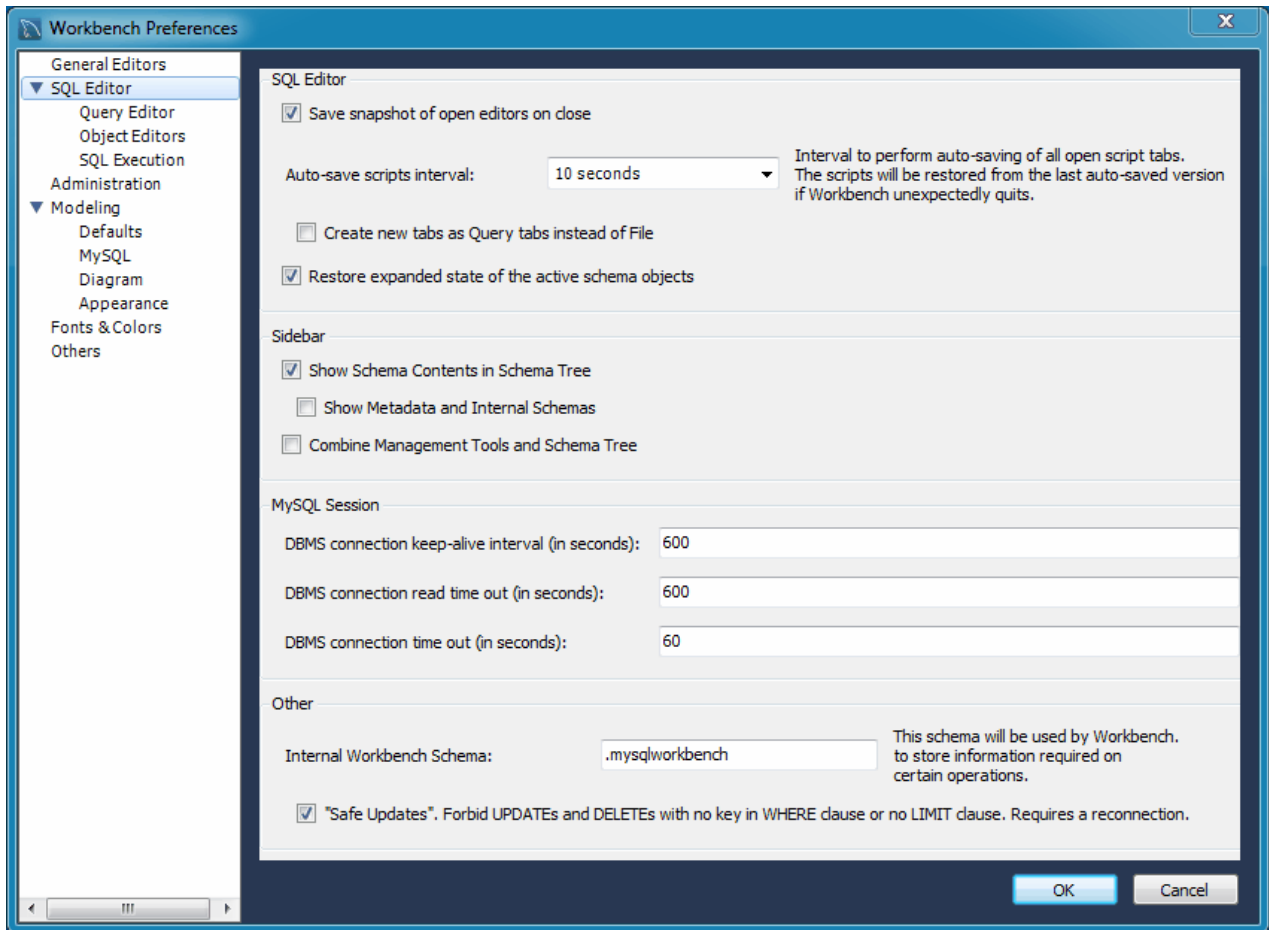 Workbench Preferences
General Editors
SQL Editor
Query Editor
Object Editors
SQL Execution
Administration
Modeling
Defaults
MySQL
Diagram
Appearance
Fonts & Colors
Others
SQL Editor
Save snapshot of open editors on close
Auto-save scripts interval:
10 seconds
Interval to perform auto-saving of all open script tabs.
The scripts will be restored from the last auto-saved version
if Workbench unexpectedly quits.
Create new tabs as Query tabs instead of File
Restore expanded state of the active schema objects
Sidebar
Show Schema Contents in Schema Tree
Show Metadata and Internal Schemas
Combine Management Tools and Schema Tree
MySQL Session
DBMS connection keep-alive interval (in seconds): 600
DBMS connection read time out (in seconds): 600
DBMS connection time out (in seconds): 60
Other
Internal Workbench Schema:
.mysqlworkbench
This schema will be used by Workbench.
to store information required on
certain operations.
"Safe Updates". Forbid UPDATEs and DELETEs with no key in WHERE clause or no LIMIT clause. Requires a reconnection.
OK Cancel